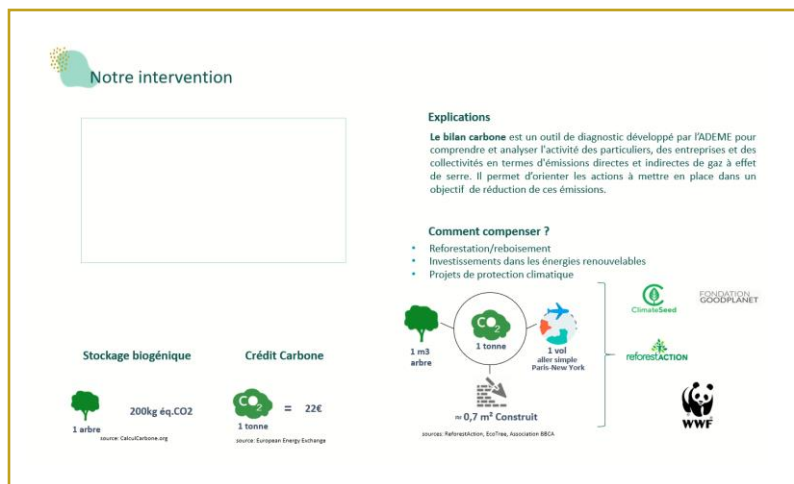 Notre intervention
Explications
Le bilan carbone est un outil de diagnostic développé par l'ADEME pour
comprendre et analyser l'activité des particuliers, des entreprises et des
collectivités en termes d'émissions directes et indirectes de gaz à effet
de serre. Il permet d'orienter les actions à mettre en place dans un
objectif de réduction de ces émissions.
Comment compenser ?
• Reforestation/reboisement
• Investissements dans les énergies renouvelables
• Projets de protection climatique
Stockage biogénique
1 arbre
200kg éq.CO2
source: CalculCarbone.org
Crédit Carbone
CO2
1 tonne
= 22€
source: European Energy Exchange
1 m3
arbre
CO2
1 tonne
1 vol
aller simple
Paris-New York
≈ 0,7 m² Construit
sources: ReforestAction, EcoTree, Association BBCA
ClimateSeed
FONDATION
GOODPLANET
reforestACTION
WWF